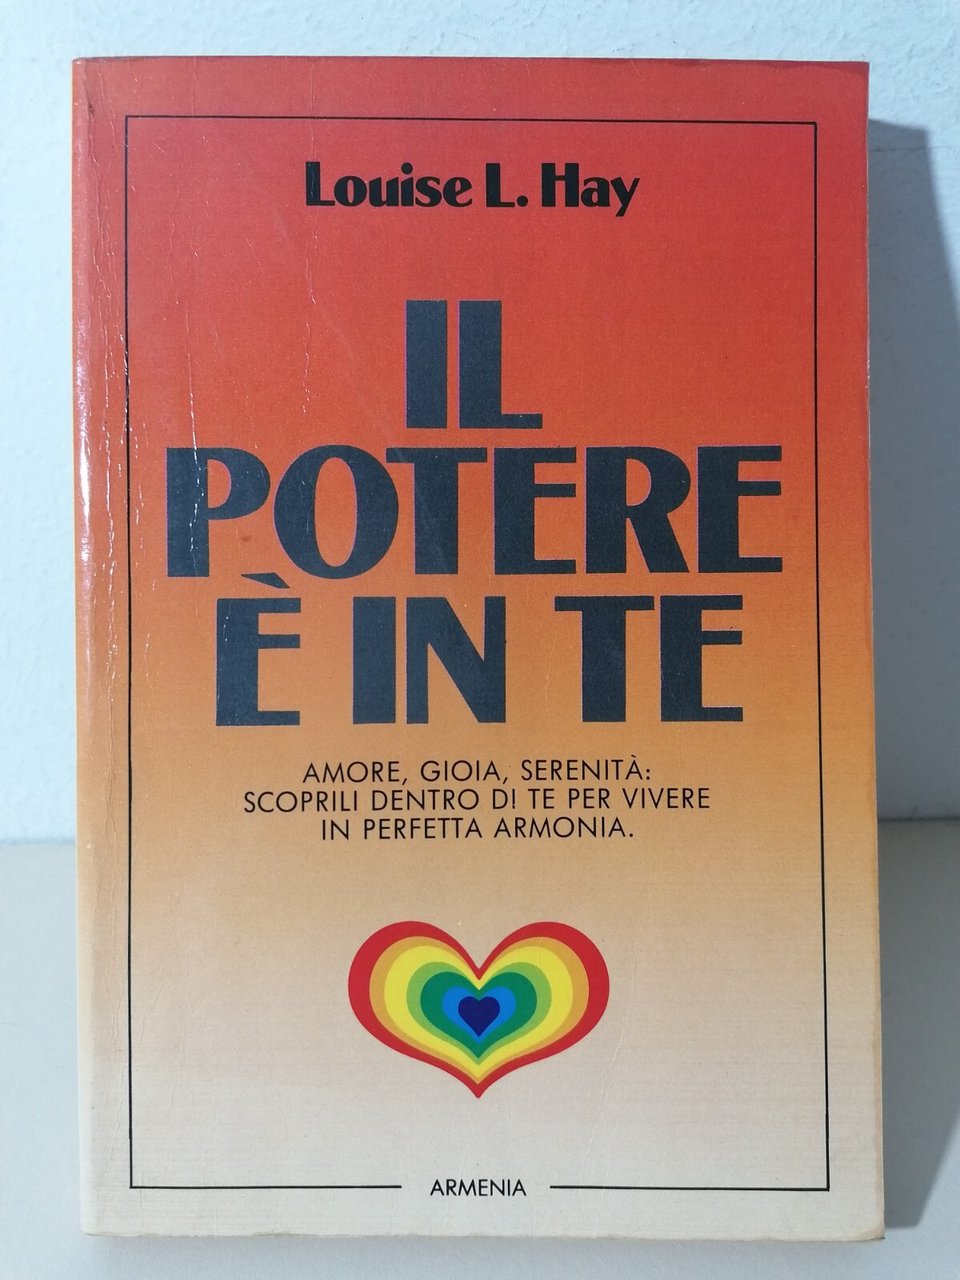 Louise L. Hay
IL
POTERE
È IN TE
AMORE, GIOIA, SERENITÀ:
SCOPRILI DENTRO DI TE PER VIVERE
IN PERFETTA ARMONIA.
ARMENIA